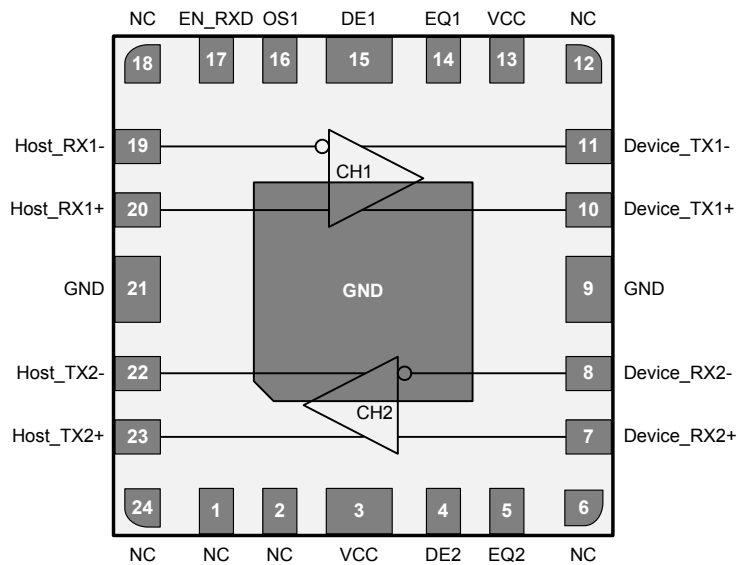 NC EN_RXD OS1 DE1 EQ1 VCC NC
18 17 16 15 14 13 12
Host_RX1- 19 11 Device_TX1-
CH1
Host_RX1+ 20 10 Device_TX1+
GND 21 GND 9 GND
Host_TX2- 22 8 Device_RX2-
CH2
Host_TX2+ 23 7 Device_RX2+
24 1 2 3 4 5 6
NC NC NC VCC DE2 EQ2 NC